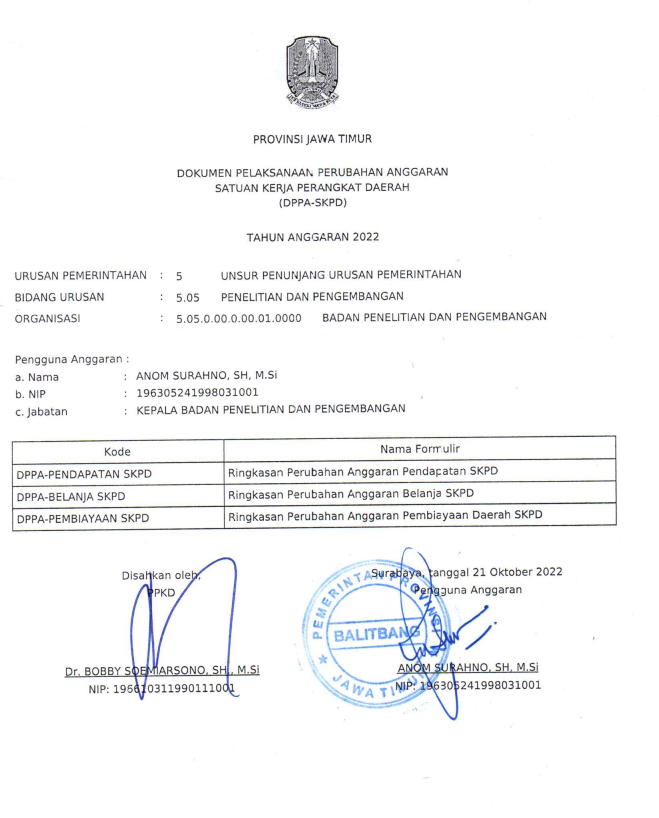 PROVINSI JAWA TIMUR
DOKUMEN PELAKSANAAN PERUBAHAN ANGGARAN
SATUAN KERJA PERANGKAT DAERAH
(DPPA-SKPD)
TAHUN ANGGARAN 2022
URUSAN PEMERINTAHAN : 5 UNSUR PENUNJANG URUSAN PEMERINTAHAN
BIDANG URUSAN : 5.05 PENELITIAN DAN PENGEMBANGAN
ORGANISASI : 5.05.0.00.0.00.01.0000 BADAN PENELITIAN DAN PENGEMBANGAN
Pengguna Anggaran :
a. Nama : ANOM SURAHNO, SH, M.Si
b. NIP : 196305241998031001
c. Jabatan : KEPALA BADAN PENELITIAN DAN PENGEMBANGAN
Kode Nama Formulir
DPPA-PENDAPATAN SKPD Ringkasan Perubahan Anggaran Pendapatan SKPD
DPPA-BELANJA SKPD Ringkasan Perubahan Anggaran Belanja SKPD
DPPA-PEMBIAYAAN SKPD Ringkasan Perubahan Anggaran Pembiayaan Daerah SKPD
Disahkan oleh,
PPKD
Dr. BOBBY SOEMIARSONO, SH., M.Si
NIP: 196610311990111001
Surabaya, tanggal 21 Oktober 2022
Pengguna Anggaran
PEMERINTAH PROVINSI
BALITBANG
JAWA TIMUR
ANOM SURAHNO, SH, M.Si
NIP: 196305241998031001